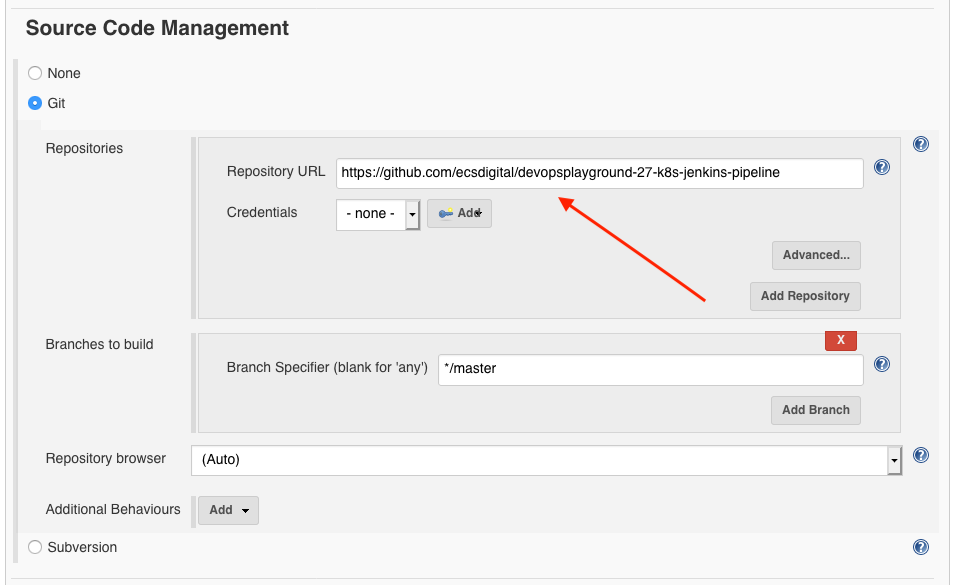 Source Code Management
None
Git
Repositories
Repository URL https://github.com/ecsdigital/devopsplayground-27-k8s-jenkins-pipeline
Credentials - none - Add
Advanced...
Add Repository
Branches to build
X
Branch Specifier (blank for 'any') */master
Add Branch
Repository browser (Auto)
Additional Behaviours Add
Subversion